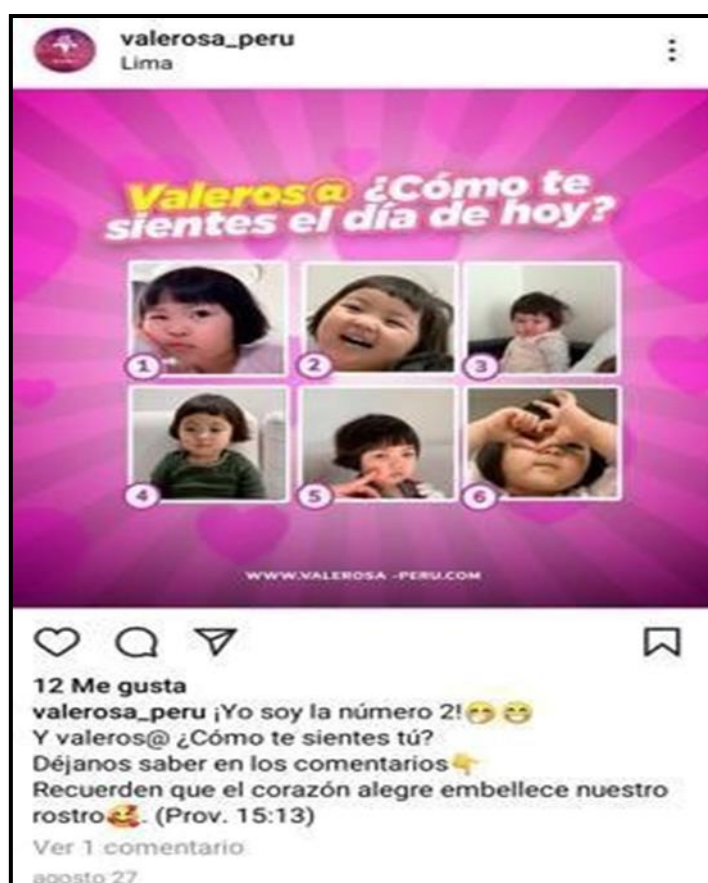 valerosa_peru
Lima
Valeros@ ¿Cómo te
sientes el día de hoy?
1
2
3
4
5
6
WWW.VALEROSA -PERU.COM
12 Me gusta
valerosa_peru ¡Yo soy la número 2!😁😁
Y valeros@ ¿Cómo te sientes tú?
Déjanos saber en los comentarios👇
Recuerden que el corazón alegre embellece nuestro
rostro🥰. (Prov. 15:13)
Ver 1 comentario
agosto 27